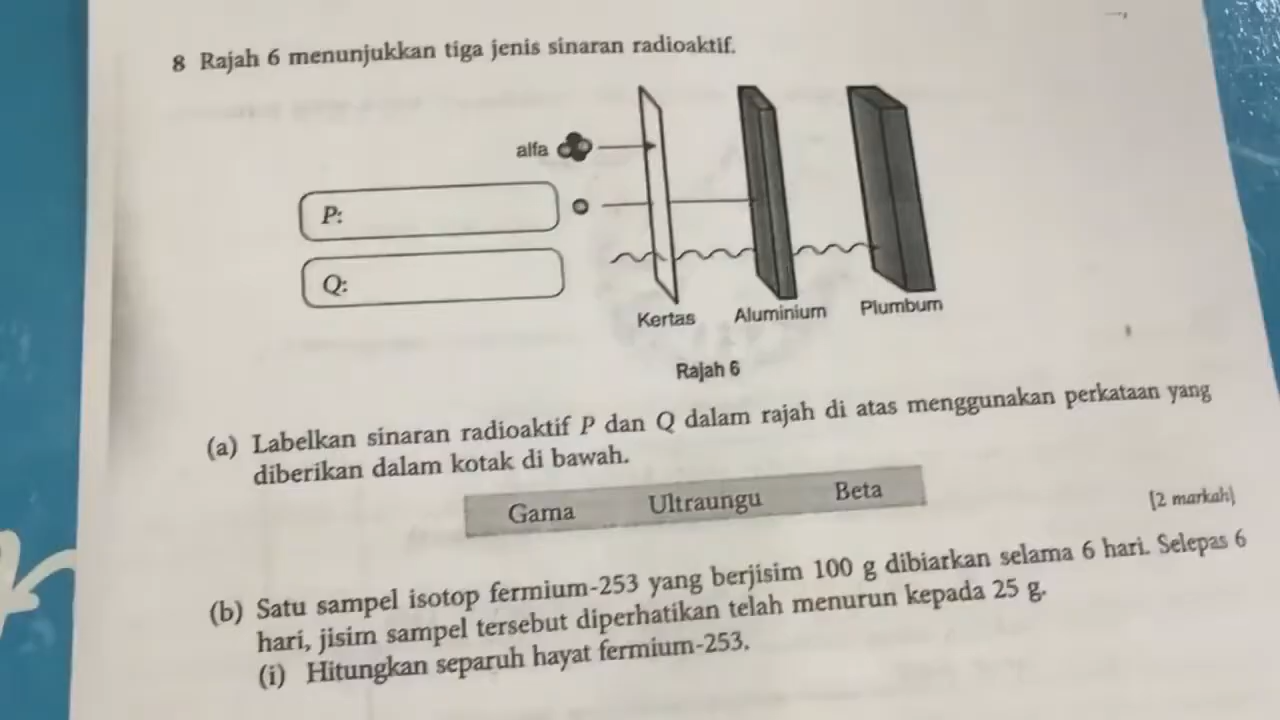 8 Rajah 6 menunjukkan tiga jenis sinaran radioaktif.
alfa
P:
Q:
Kertas Aluminium Plumbum
Rajah 6
(a) Labelkan sinaran radioaktif P dan Q dalam rajah di atas menggunakan perkataan yang
diberikan dalam kotak di bawah.
Gama Ultraungu Beta
[2 markah]
(b) Satu sampel isotop fermium-253 yang berjisim 100 g dibiarkan selama 6 hari. Selepas 6
hari, jisim sampel tersebut diperhatikan telah menurun kepada 25 g.
(i) Hitungkan separuh hayat fermium-253.